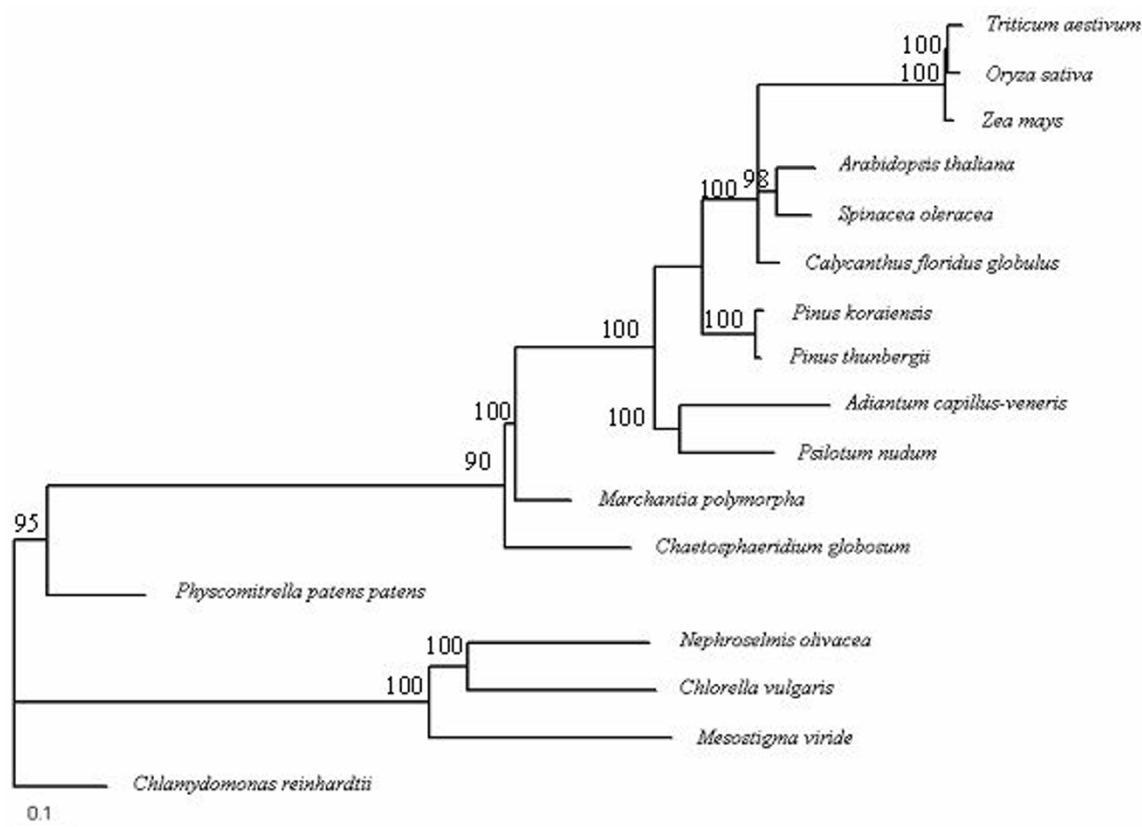 Triticum aestivum
100
100
Oryza sativa
Zea mays
Arabidopsis thaliana
100
98
Spinacea oleracea
Calycanthus floridus globulus
Pinus koraiensis
100
100
Pinus thunbergii
Adiantum capillus-veneris
100
100
Psilotum nudum
90
Marchantia polymorpha
95
Chaetosphaeridium globosum
Physcomitrella patens patens
Nephroselmis olivacea
100
100
Chlorella vulgaris
Mesostigma viride
Chlamydomonas reinhardtii
0.1